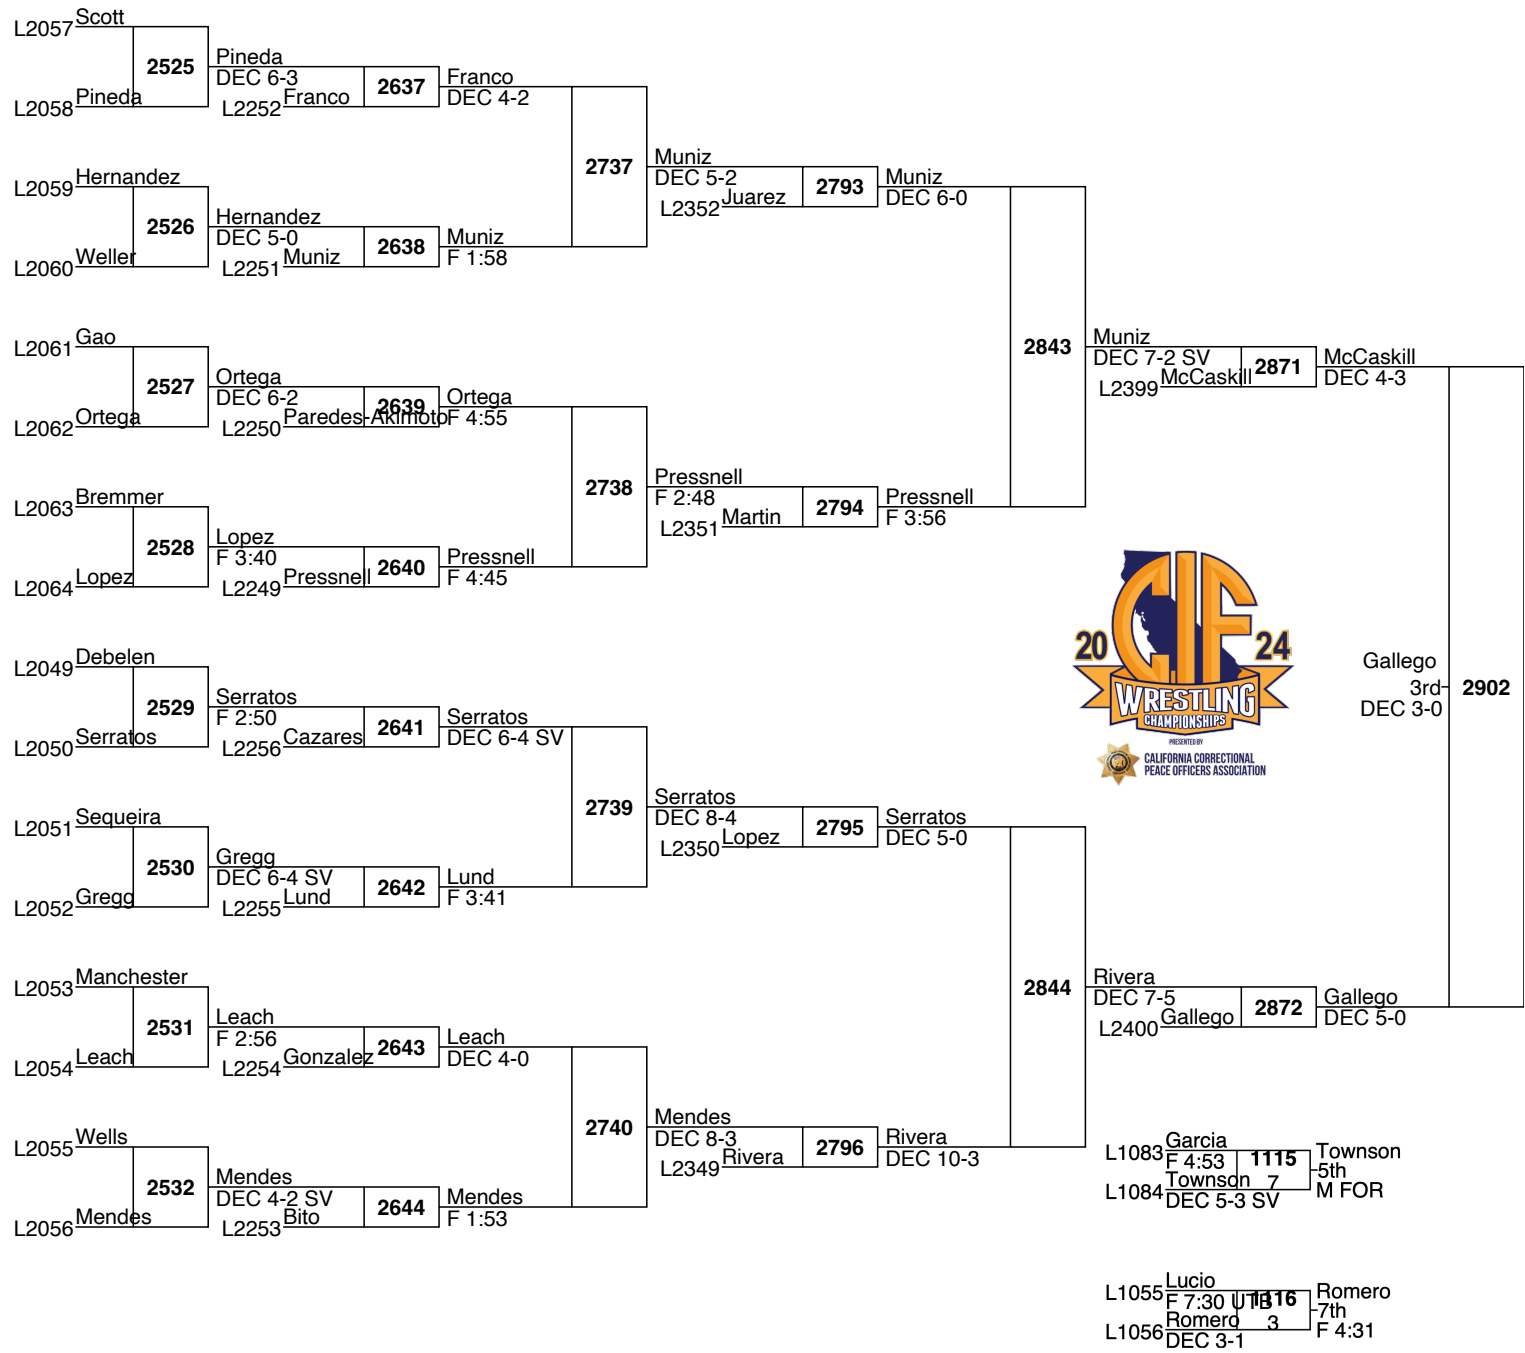 Scott
L2057
2525
Pineda
DEC 6-3
Pineda
L2058
L2252
Franco
2637
Franco
DEC 4-2
2737
Hernandez
L2059
2526
Hernandez
DEC 5-0
Weller
L2060
L2251
Muniz
2638
Muniz
F 1:58
Muniz
DEC 5-2
Juarez
L2352
2793
Muniz
DEC 6-0
Gao
L2061
2527
Ortega
DEC 6-2
Ortega
L2062
L2250
Paredes-Akimoto
2639
Ortega
F 4:55
2738
Bremmer
L2063
2528
Lopez
F 3:40
Lopez
L2064
L2249
Pressnell
2640
Pressnell
F 4:45
Pressnell
F 2:48
Martin
L2351
2794
Pressnell
F 3:56
2843
Muniz
DEC 7-2 SV
McCaskill
L2399
2871
McCaskill
DEC 4-3
Debelen
L2049
2529
Serratos
F 2:50
Serratos
L2050
L2256
Cazares
2641
Serratos
DEC 6-4 SV
2739
Sequeira
L2051
2530
Gregg
DEC 6-4 SV
Gregg
L2052
L2255
Lund
2642
Lund
F 3:41
Serratos
DEC 8-4
Lopez
L2350
2795
Serratos
DEC 5-0
Manchester
L2053
2531
Leach
F 2:56
Leach
L2054
L2254
Gonzalez
2643
Leach
DEC 4-0
2740
Wells
L2055
2532
Mendes
DEC 4-2 SV
Mendes
L2056
L2253
Bito
2644
Mendes
F 1:53
Mendes
DEC 8-3
Rivera
L2349
2796
Rivera
DEC 10-3
2844
Rivera
DEC 7-5
Gallego
L2400
2872
Gallego
DEC 5-0
20 CIF 24
WRESTLING
CHAMPIONSHIPS
PRESENTED BY
CALIFORNIA CORRECTIONAL
PEACE OFFICERS ASSOCIATION
Gallego
3rd
DEC 3-0
2902
L1083
Garcia
F 4:53
1115
Townson
5th
M FOR
L1084
Townson
7
DEC 5-3 SV
L1055
Lucio
F 7:30 UTB
1116
Romero
7th
F 4:31
L1056
Romero
3
DEC 3-1